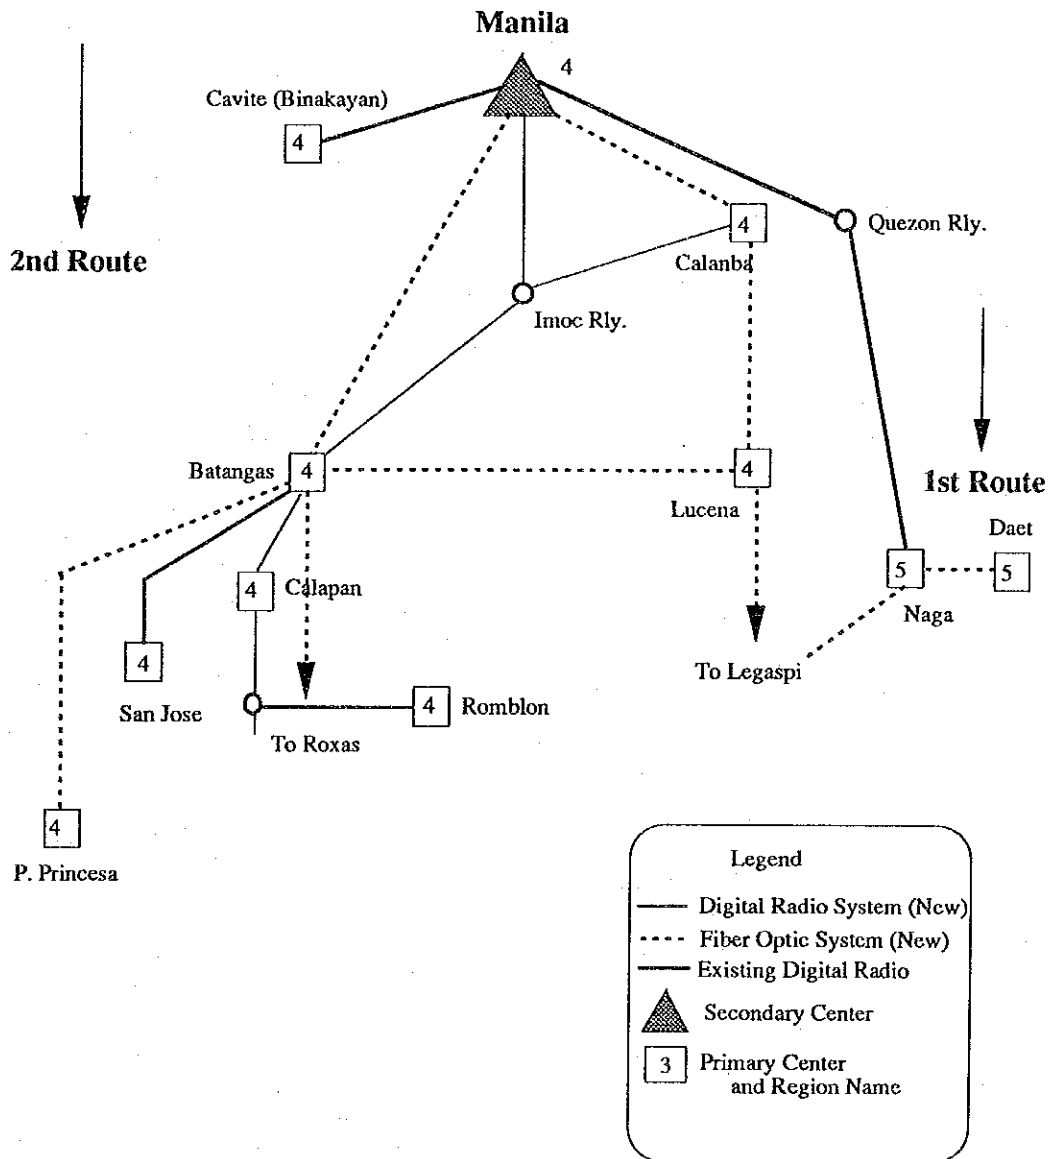 Manila
4
Cavite (Binakayan)
4
2nd Route
4
Calanba
Quezon Rly.
Imoc Rly.
1st Route
Batangas
4
4
Lucena
Daet
5
5
Naga
4
Calapan
4
San Jose
To Legaspi
4
Romblon
To Roxas
4
P. Princesa
Legend
Digital Radio System (New)
Fiber Optic System (New)
Existing Digital Radio
Secondary Center
3
Primary Center
and Region Name